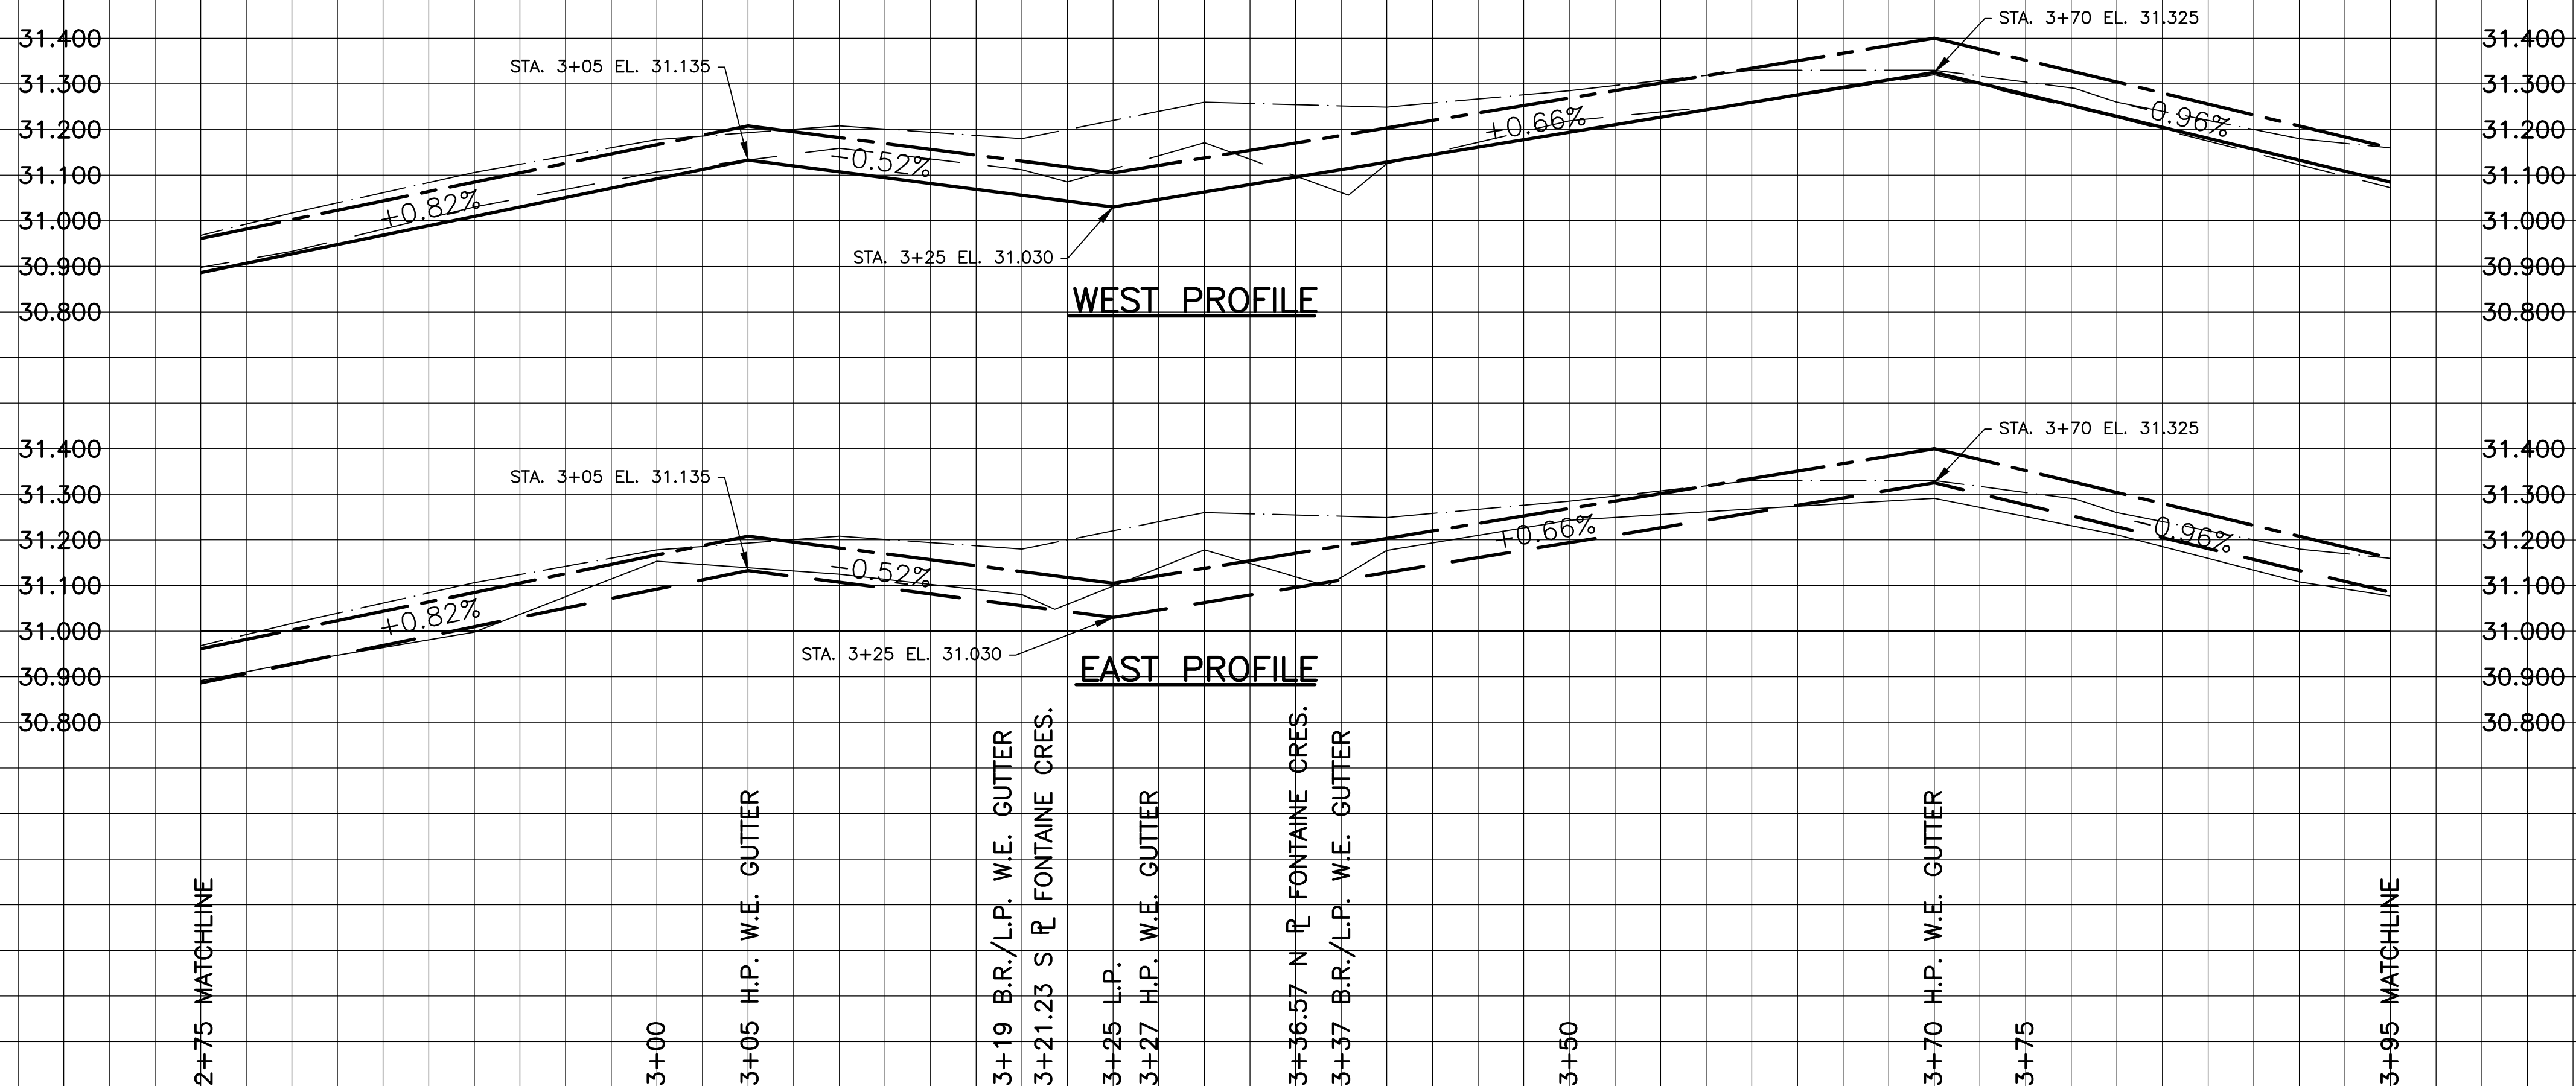 STA. 3+70 EL. 31.325
31.400
31.400
STA. 3+05 EL. 31.135
31.300
31.300
31.200
+0.66%
-0.96%
31.200
-0.52%
31.100
31.100
+0.82%
31.000
31.000
STA. 3+25 EL. 31.030
30.900
30.900
WEST PROFILE
30.800
30.800
STA. 3+70 EL. 31.325
31.400
31.400
STA. 3+05 EL. 31.135
31.300
31.300
31.200
+0.66%
-0.96%
31.200
-0.52%
31.100
31.100
+0.82%
31.000
31.000
STA. 3+25 EL. 31.030
EAST PROFILE
30.900
30.900
30.800
30.800
2+75 MATCHLINE
3+00
3+05 H.P. W.E. GUTTER
3+19 B.R./L.P. W.E. GUTTER
3+21.23 S PL FONTAINE CRES.
3+25 L.P.
3+27 H.P. W.E. GUTTER
3+36.57 N PL FONTAINE CRES.
3+37 B.R./L.P. W.E. GUTTER
3+50
3+70 H.P. W.E. GUTTER
3+75
3+95 MATCHLINE